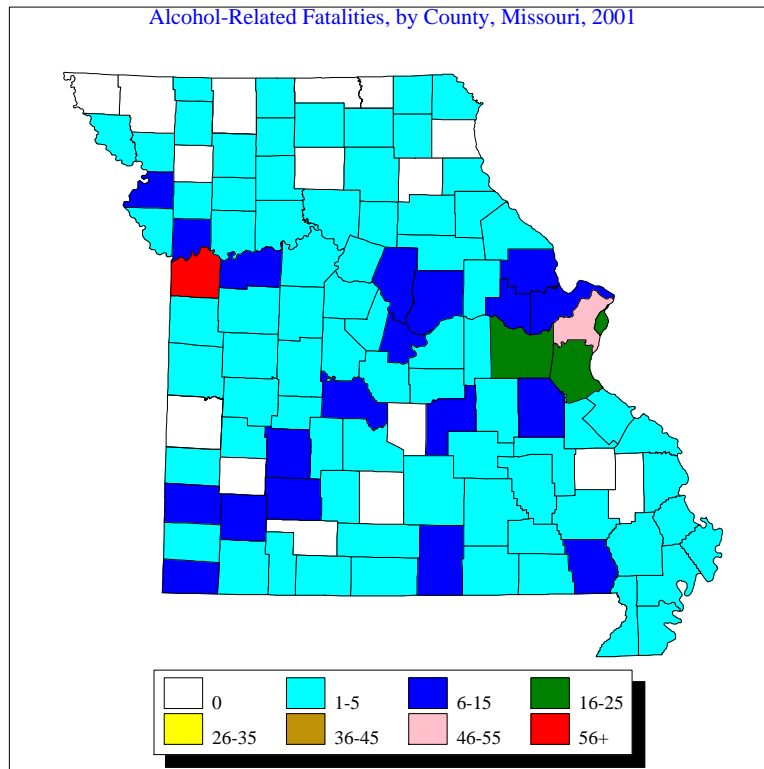 Alcohol-Related Fatalities, by County, Missouri, 2001
0 1-5 6-15 16-25
26-35 36-45 46-55 56+